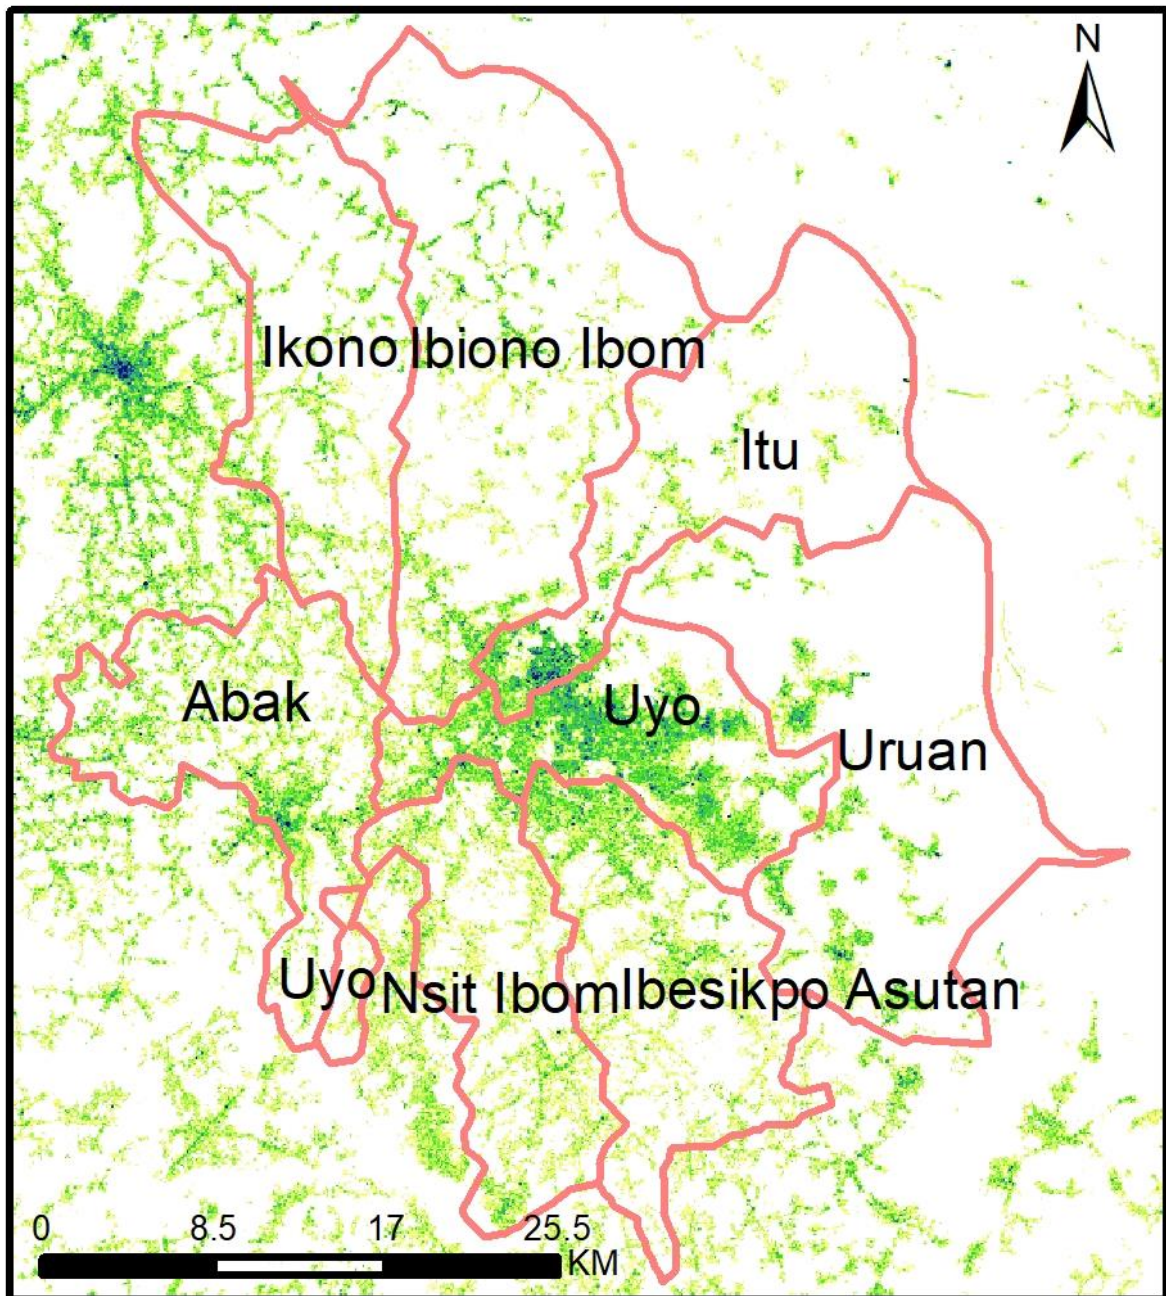 N
Ikono
Ibiono Ibom
Itu
Abak
Uyo
Uruan
Uyo
Nsit Ibom
Ibesikpo Asutan
0 8.5 17 25.5
KM